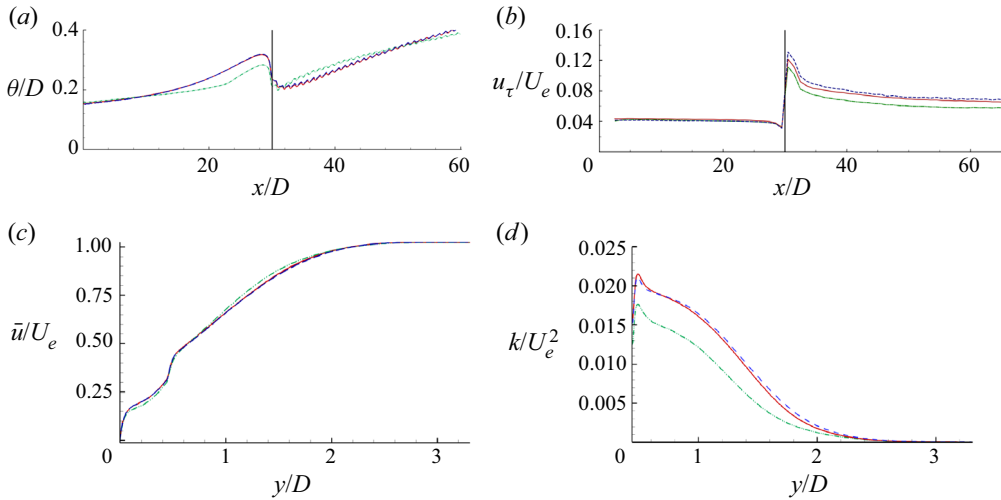 (a)
0.4
θ/D 0.2
0
20 40 60
x/D
(b)
0.16
0.12
u_τ/U_e
0.08
0.04
0 20 40 60
x/D
(c)
1.00
0.75
ū/U_e 0.50
0.25
0 1 2 3
y/D
(d)
0.025
0.020
0.015
k/U_e^2
0.010
0.005
0 1 2 3
y/D